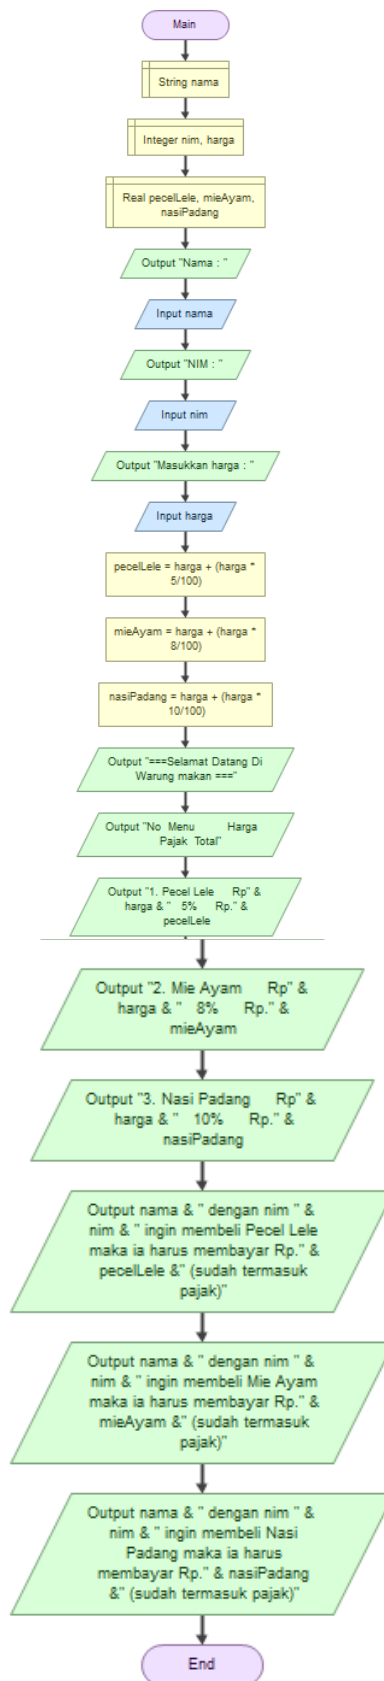 Main
String nama
Integer nim, harga
Real pecelLele, mieAyam,
nasiPadang
Output "Nama : "
Input nama
Output "NIM : "
Input nim
Output "Masukkan harga : "
Input harga
pecelLele = harga + (harga *
5/100)
mieAyam = harga + (harga *
8/100)
nasiPadang = harga + (harga *
10/100)
Output "===Selamat Datang Di
Warung makan ==="
Output "No  Menu          Harga
Pajak  Total"
Output "1. Pecel Lele     Rp" &
harga & "   5%     Rp." &
pecelLele
Output "2. Mie Ayam     Rp" &
harga & "   8%     Rp." &
mieAyam
Output "3. Nasi Padang     Rp" &
harga & "   10%     Rp." &
nasiPadang
Output nama & " dengan nim " &
nim & " ingin membeli Pecel Lele
maka ia harus membayar Rp." &
pecelLele &" (sudah termasuk
pajak)"
Output nama & " dengan nim " &
nim & " ingin membeli Mie Ayam
maka ia harus membayar Rp." &
mieAyam &" (sudah termasuk
pajak)"
Output nama & " dengan nim " &
nim & " ingin membeli Nasi
Padang maka ia harus
membayar Rp." & nasiPadang
&" (sudah termasuk pajak)"
End